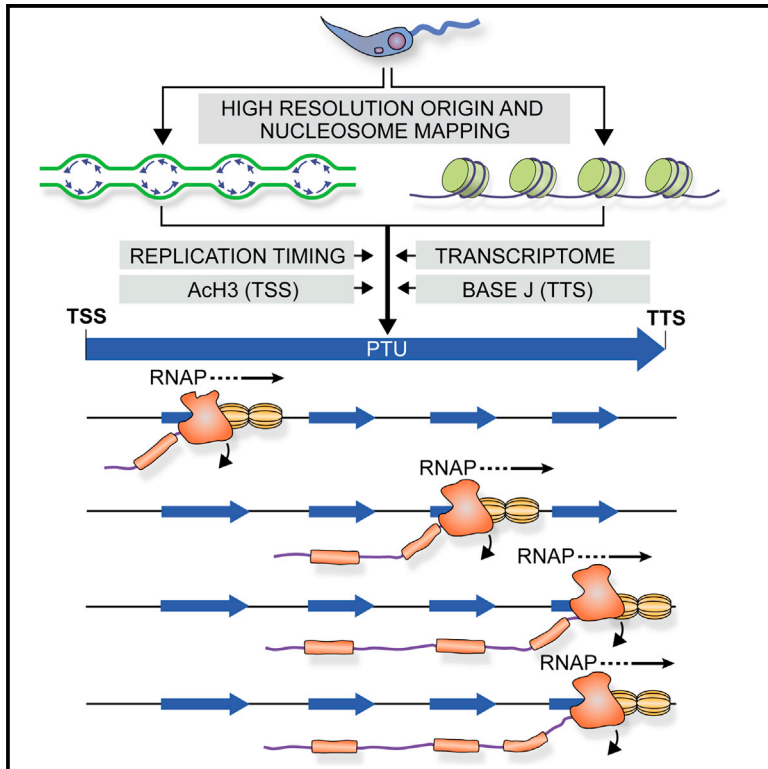 HIGH RESOLUTION ORIGIN AND
NUCLEOSOME MAPPING
REPLICATION TIMING
TRANSCRIPTOME
AcH3 (TSS)
BASE J (TTS)
TSS
TTS
PTU
RNAP
RNAP
RNAP
RNAP